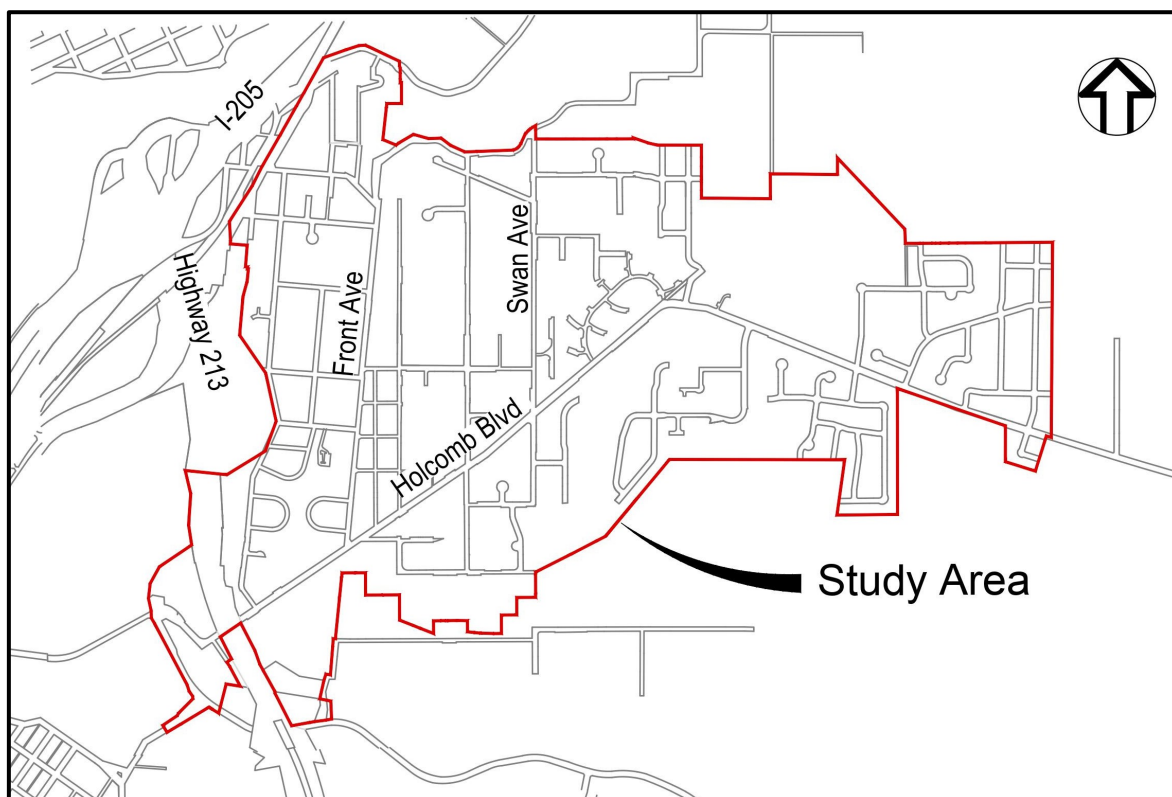 I-205
Highway 213
Front Ave
Swan Ave
Holcomb Blvd
Study Area